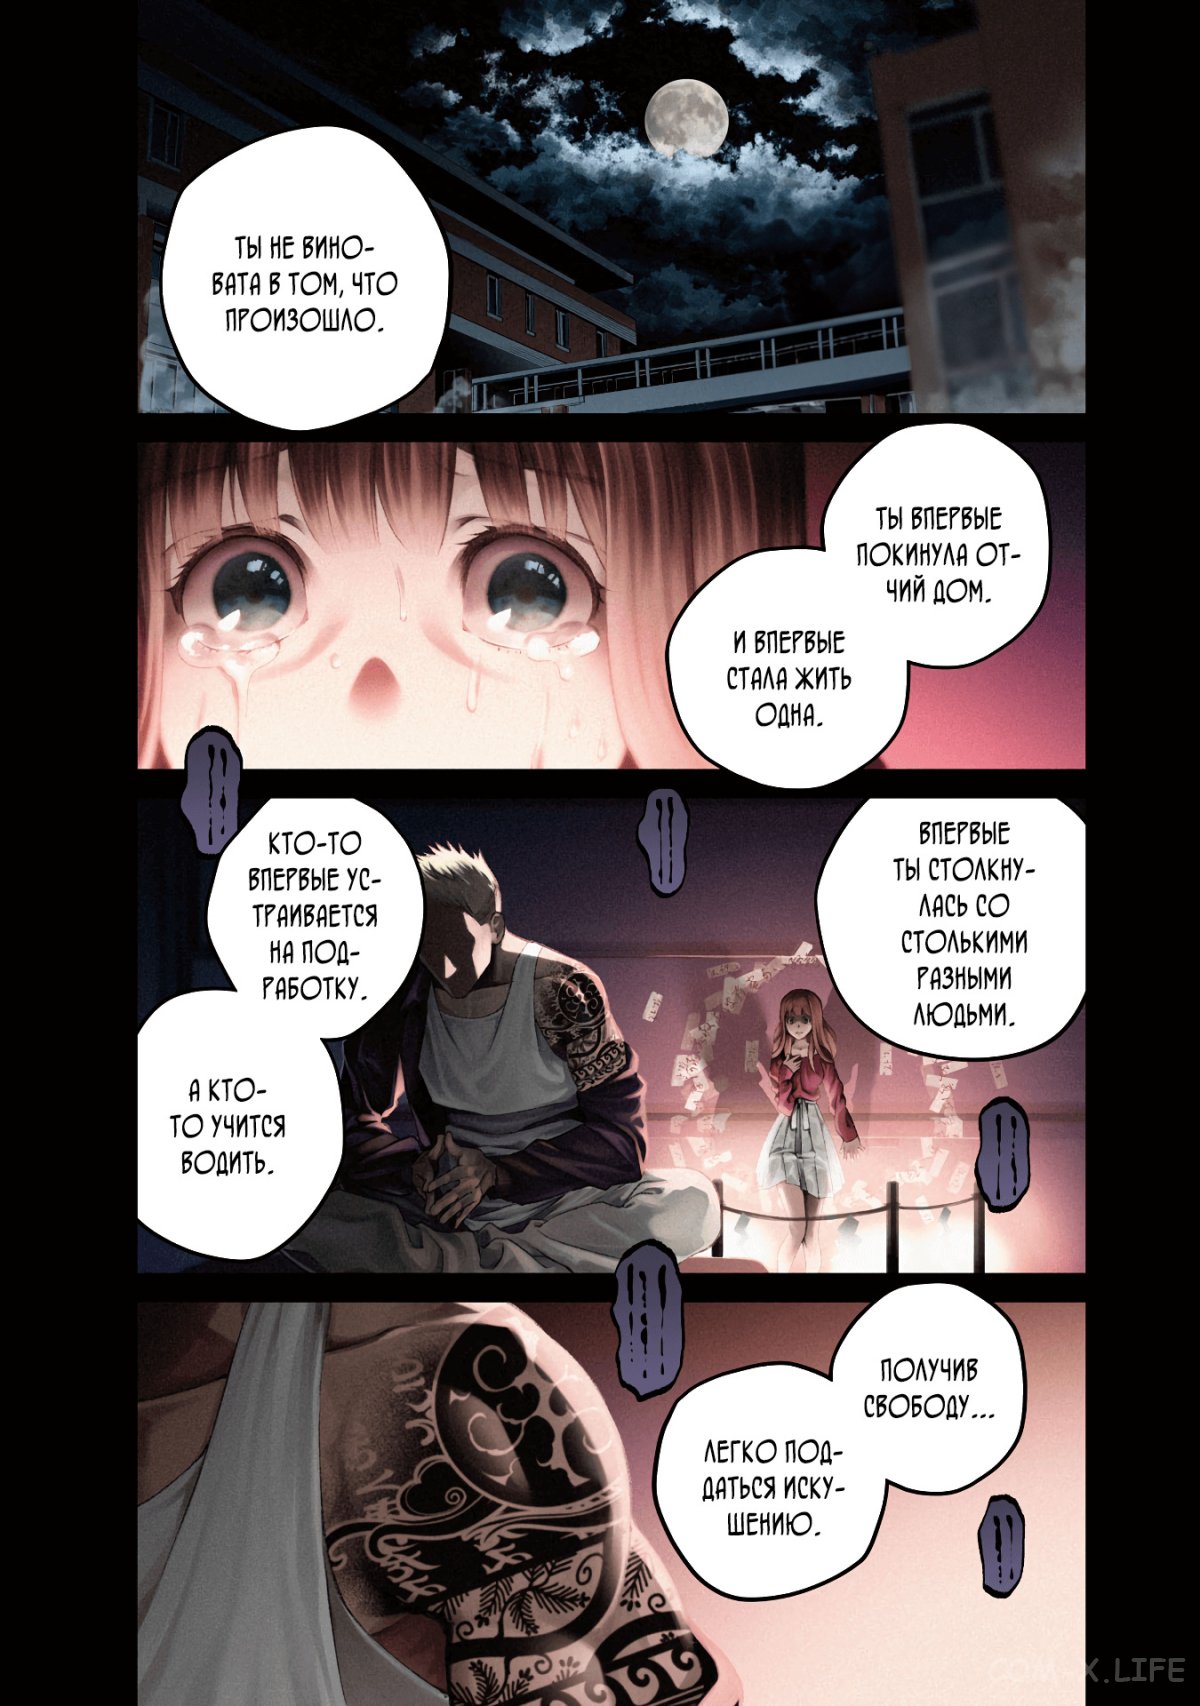 ТЫ НЕ ВИНО-
ВАТА В ТОМ, ЧТО
ПРОИЗОШЛО.
ТЫ ВПЕРВЫЕ
ПОКИНУЛА ОТ-
ЧИЙ ДОМ.
И ВПЕРВЫЕ
СТАЛА ЖИТЬ
ОДНА.
ВПЕРВЫЕ
ТЫ СТОЛКНУ-
ЛАСЬ СО
СТОЛЬКИМИ
РАЗНЫМИ
ЛЮДЬМИ.
КТО-ТО
ВПЕРВЫЕ УС-
ТРАИВАЕТСЯ
НА ПОД-
РАБОТКУ.
А КТО-
ТО УЧИТСЯ
ВОДИТЬ.
ПОЛУЧИВ
СВОБОДУ...
ЛЕГКО ПОД-
ДАТЬСЯ ИСКУ-
ШЕНИЮ.
X.LIFE